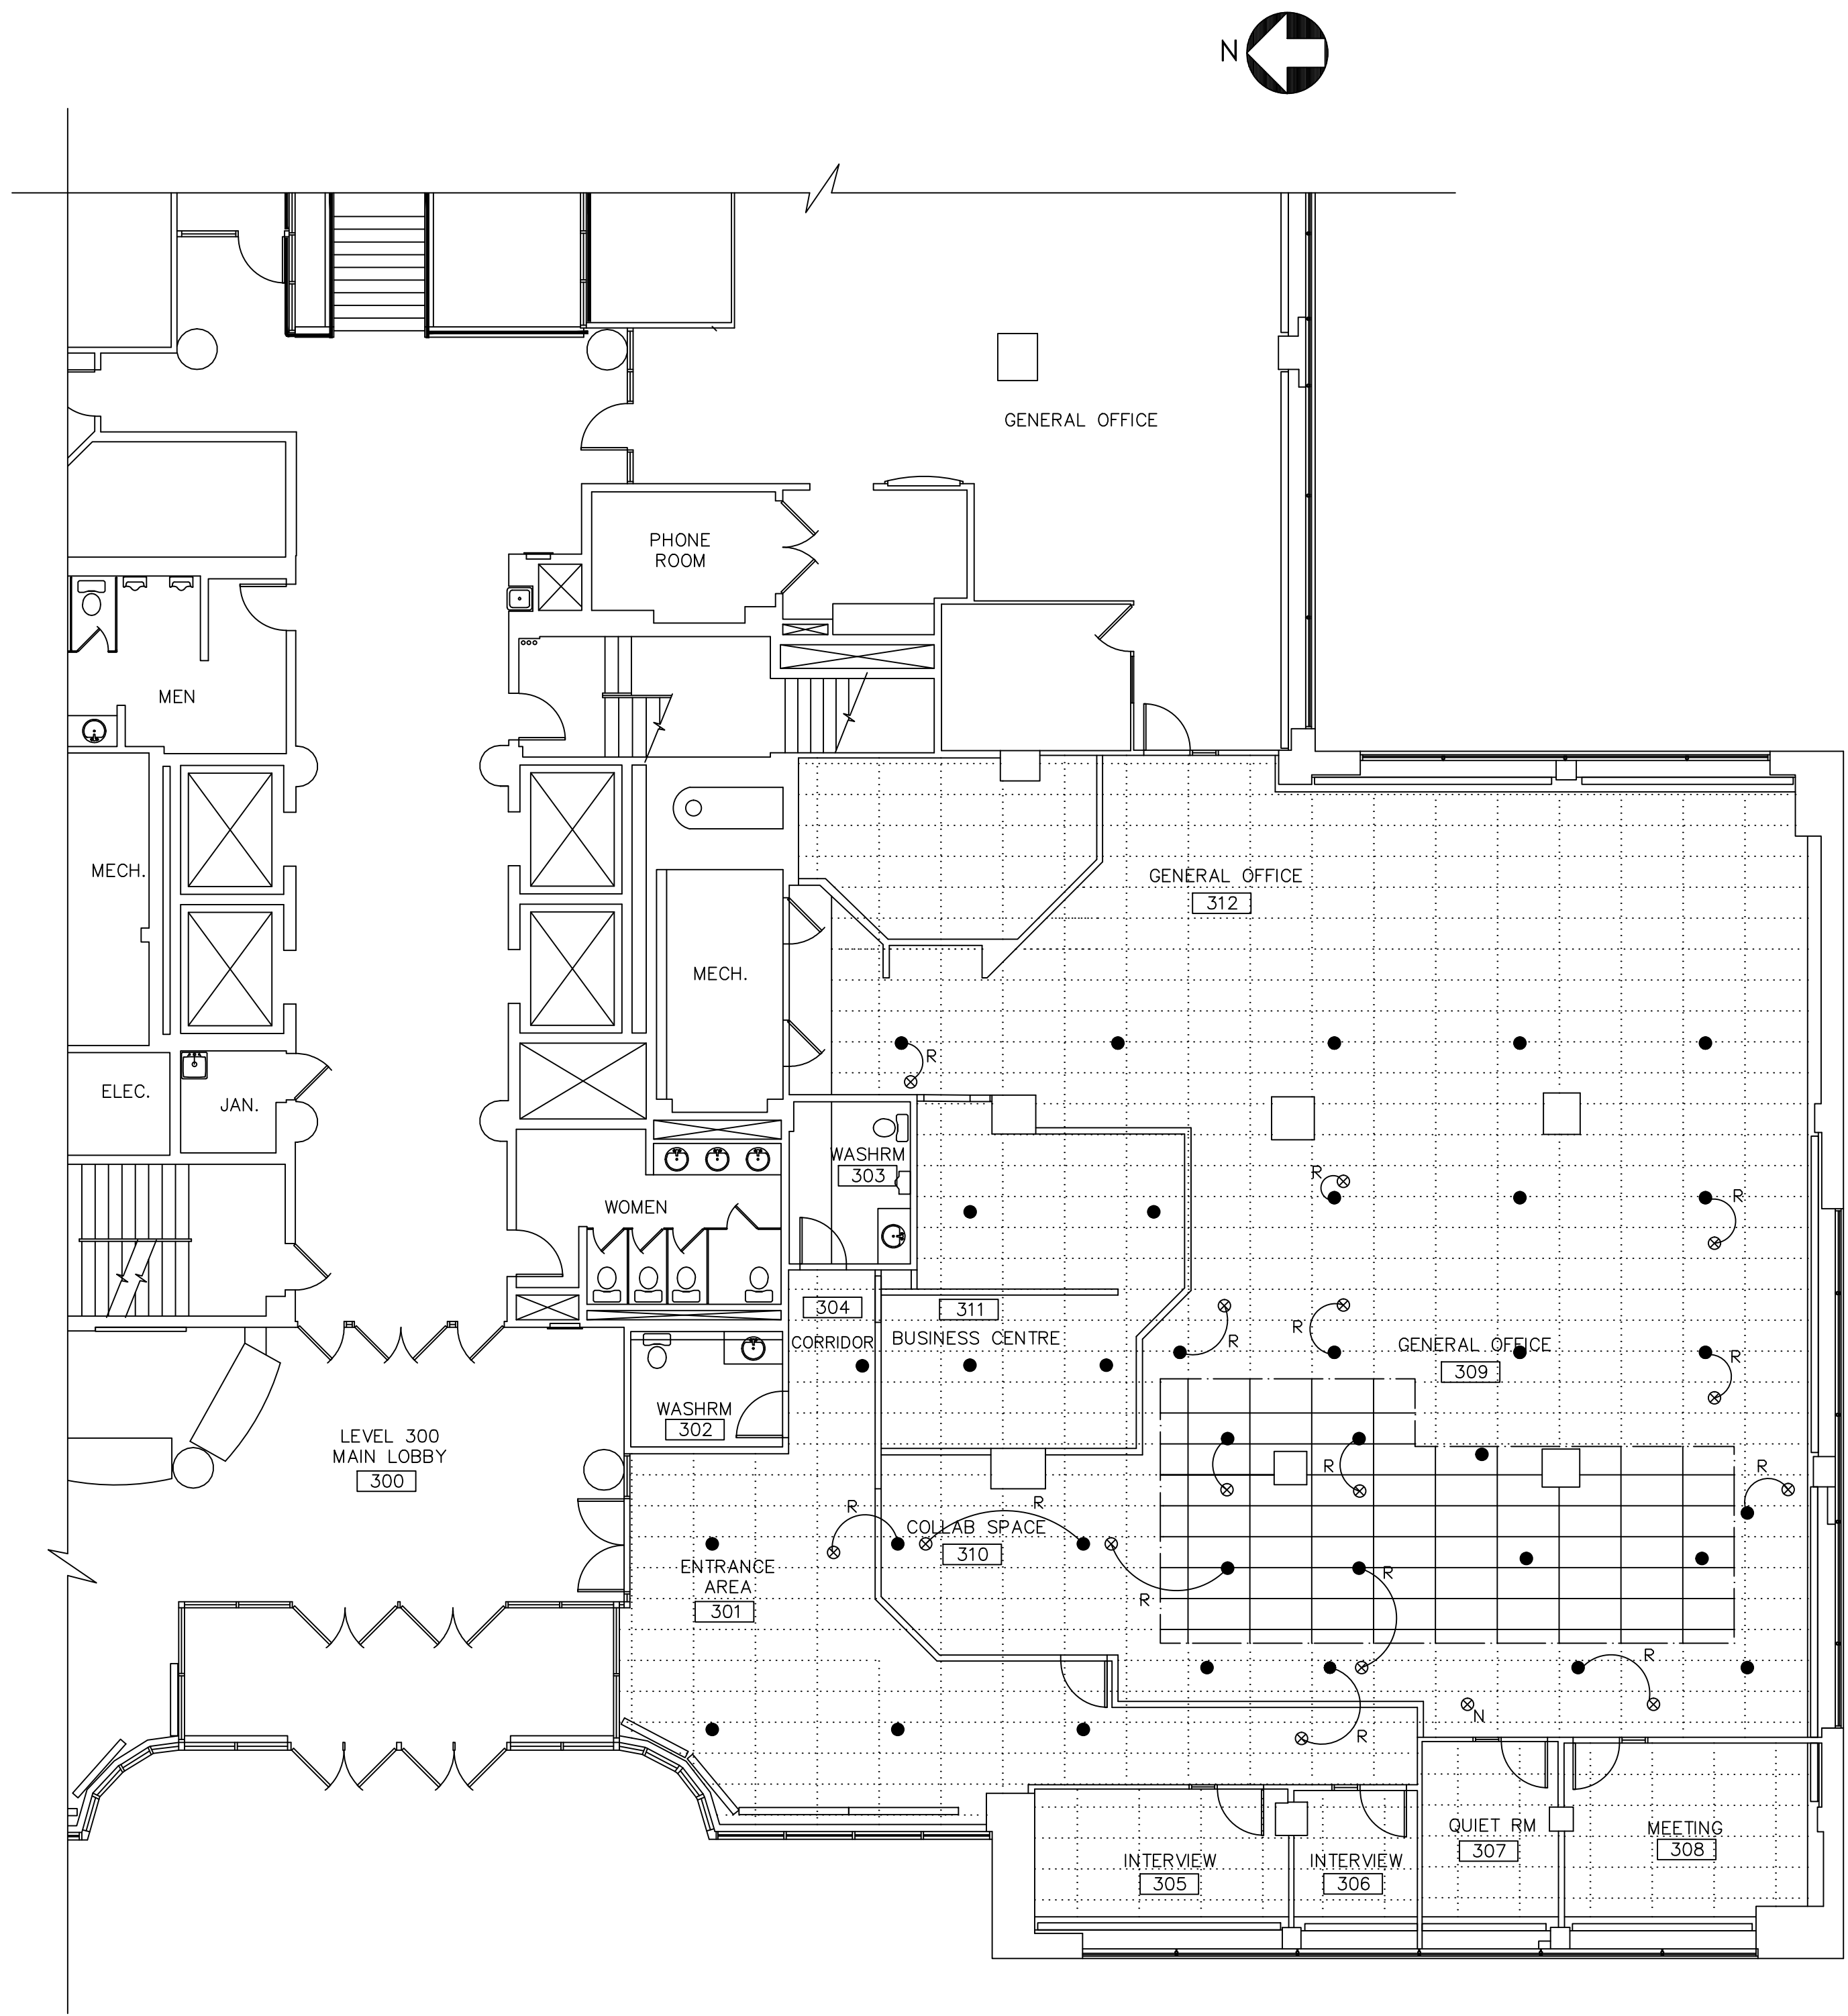 N
GENERAL OFFICE
PHONE
ROOM
MEN
MECH.
GENERAL OFFICE
312
MECH.
R
ELEC.
JAN.
WASHRM
303
R
R
WOMEN
304
311
CORRIDOR
BUSINESS CENTRE
R
R
GENERAL OFFICE
309
R
WASHRM
302
LEVEL 300
MAIN LOBBY
300
R
R
R
R
COLLAB SPACE
310
ENTRANCE
AREA
301
R
R
R
N
R
QUIET RM
307
MEETING
308
INTERVIEW
305
INTERVIEW
306